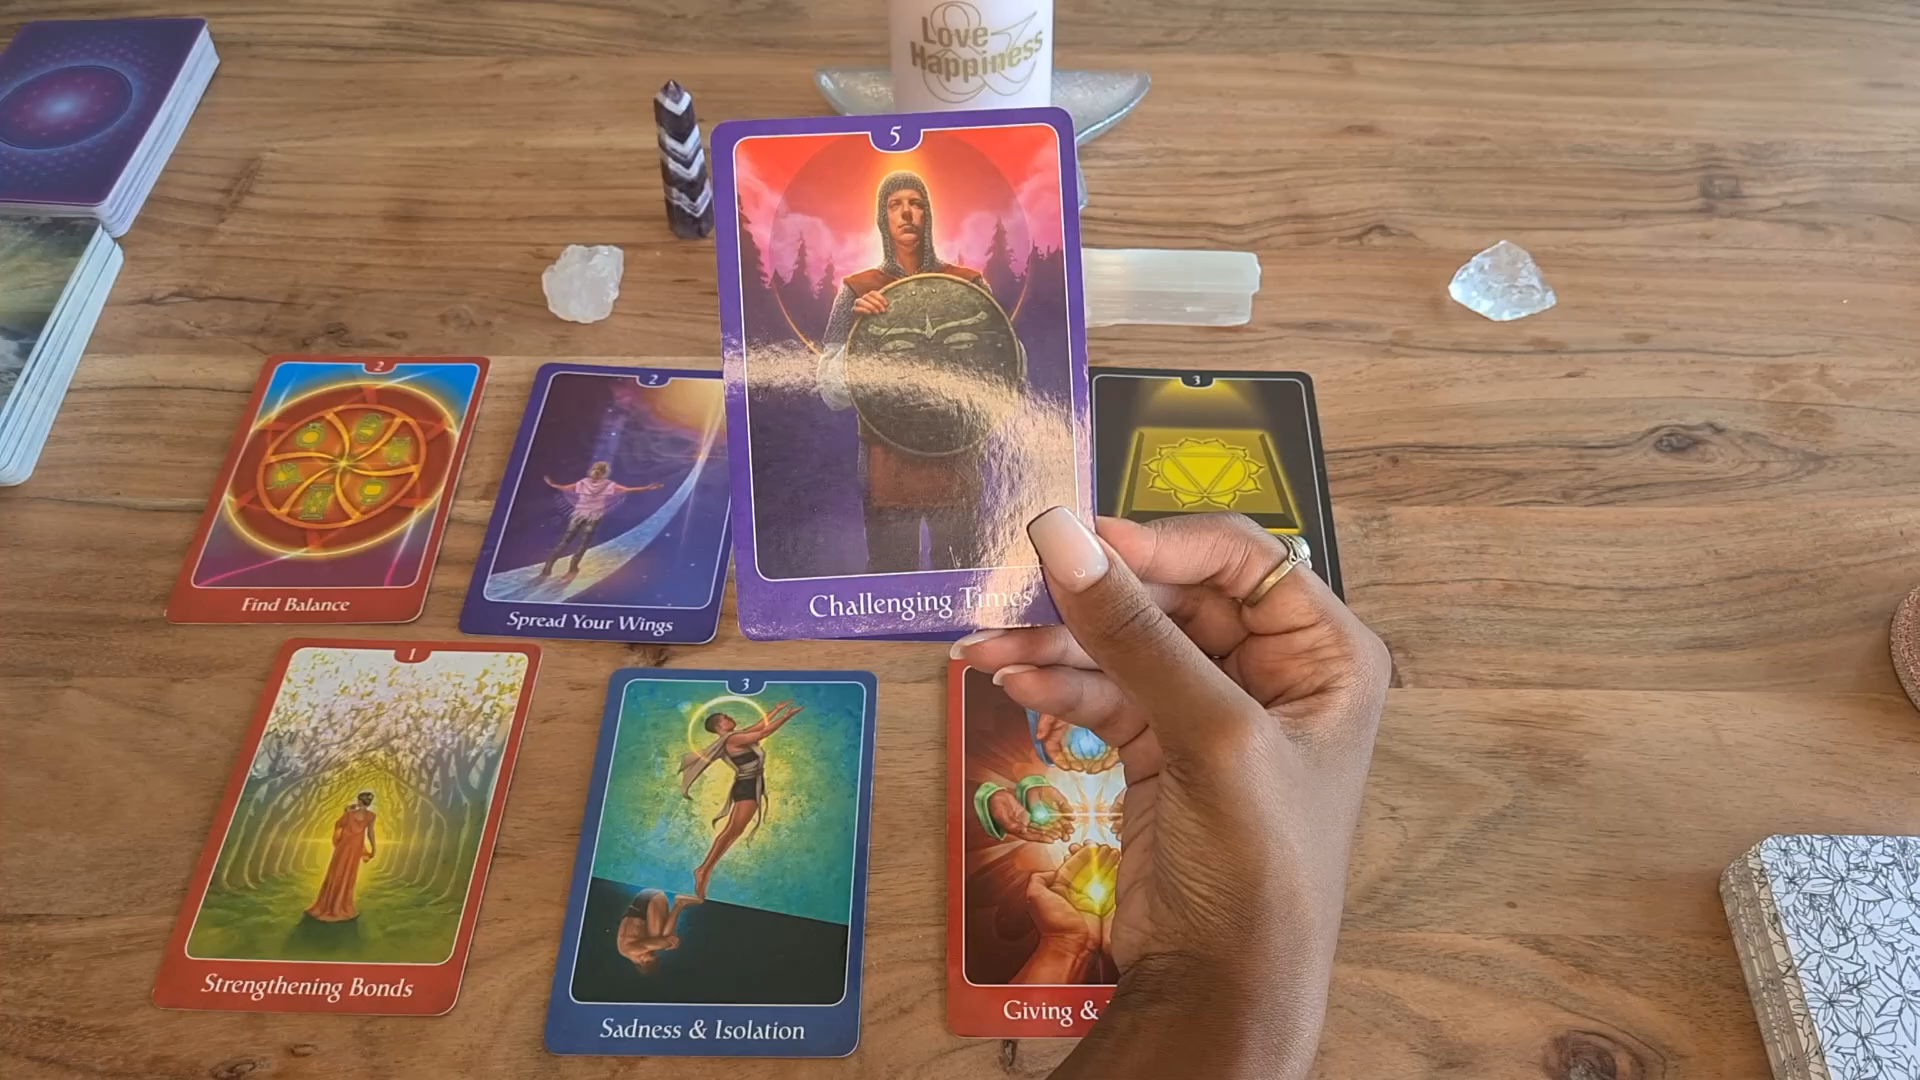 Love
&
Happiness
5
Challenging Times
2
Find Balance
2
Spread Your Wings
3
1
Strengthening Bonds
3
Sadness & Isolation
Giving &